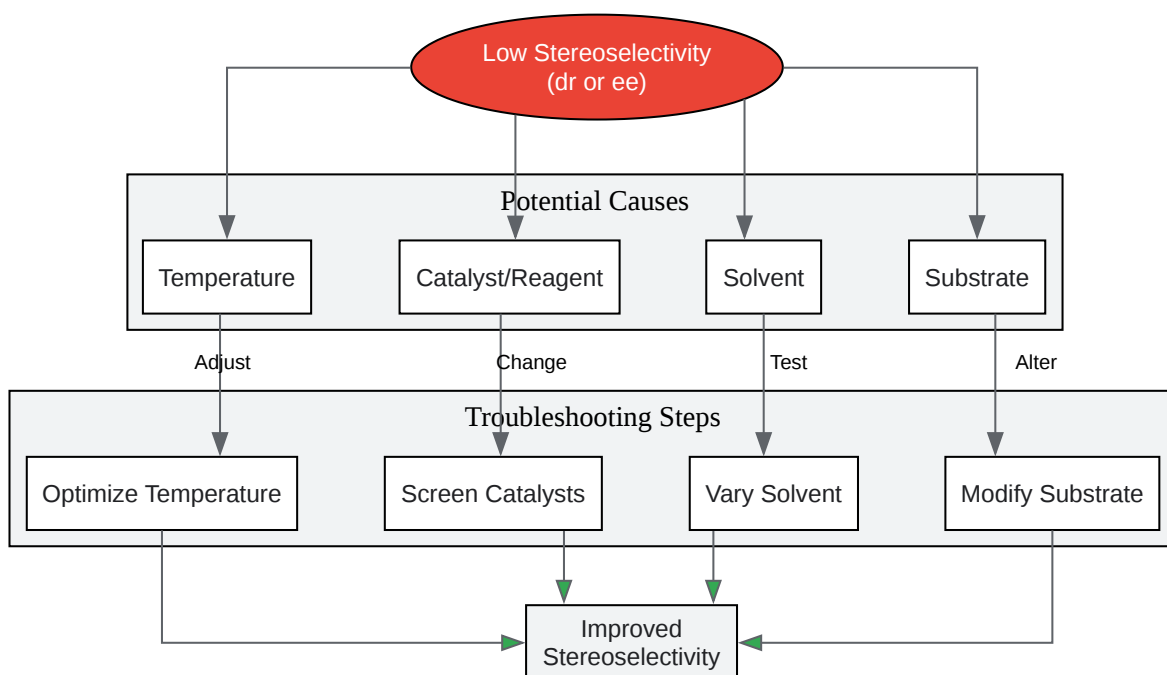 Low Stereoselectivity
(dr or ee)
Potential Causes
Temperature
Catalyst/Reagent
Solvent
Substrate
Adjust
Change
Test
Alter
Troubleshooting Steps
Optimize Temperature
Screen Catalysts
Vary Solvent
Modify Substrate
Improved
Stereoselectivity